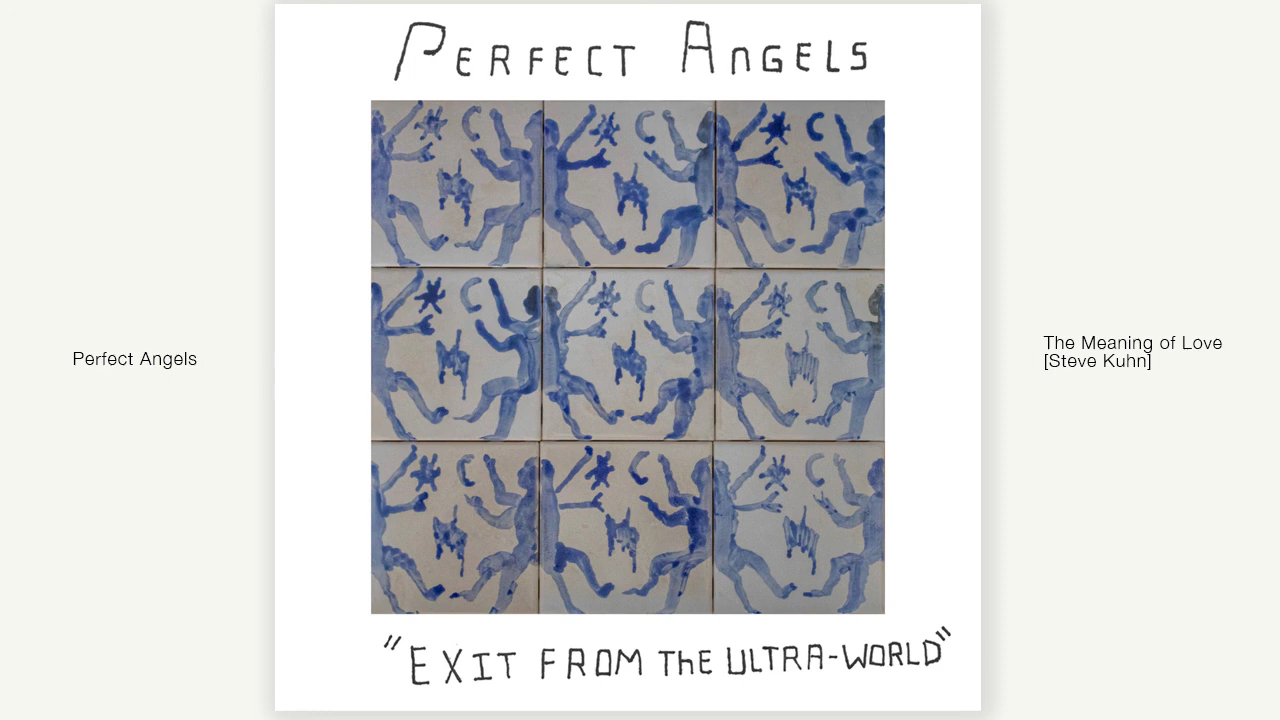 PERFECT ANGELS
Perfect Angels
The Meaning of Love
[Steve Kuhn]
"EXIT FROM THE ULTRA-WORLD"